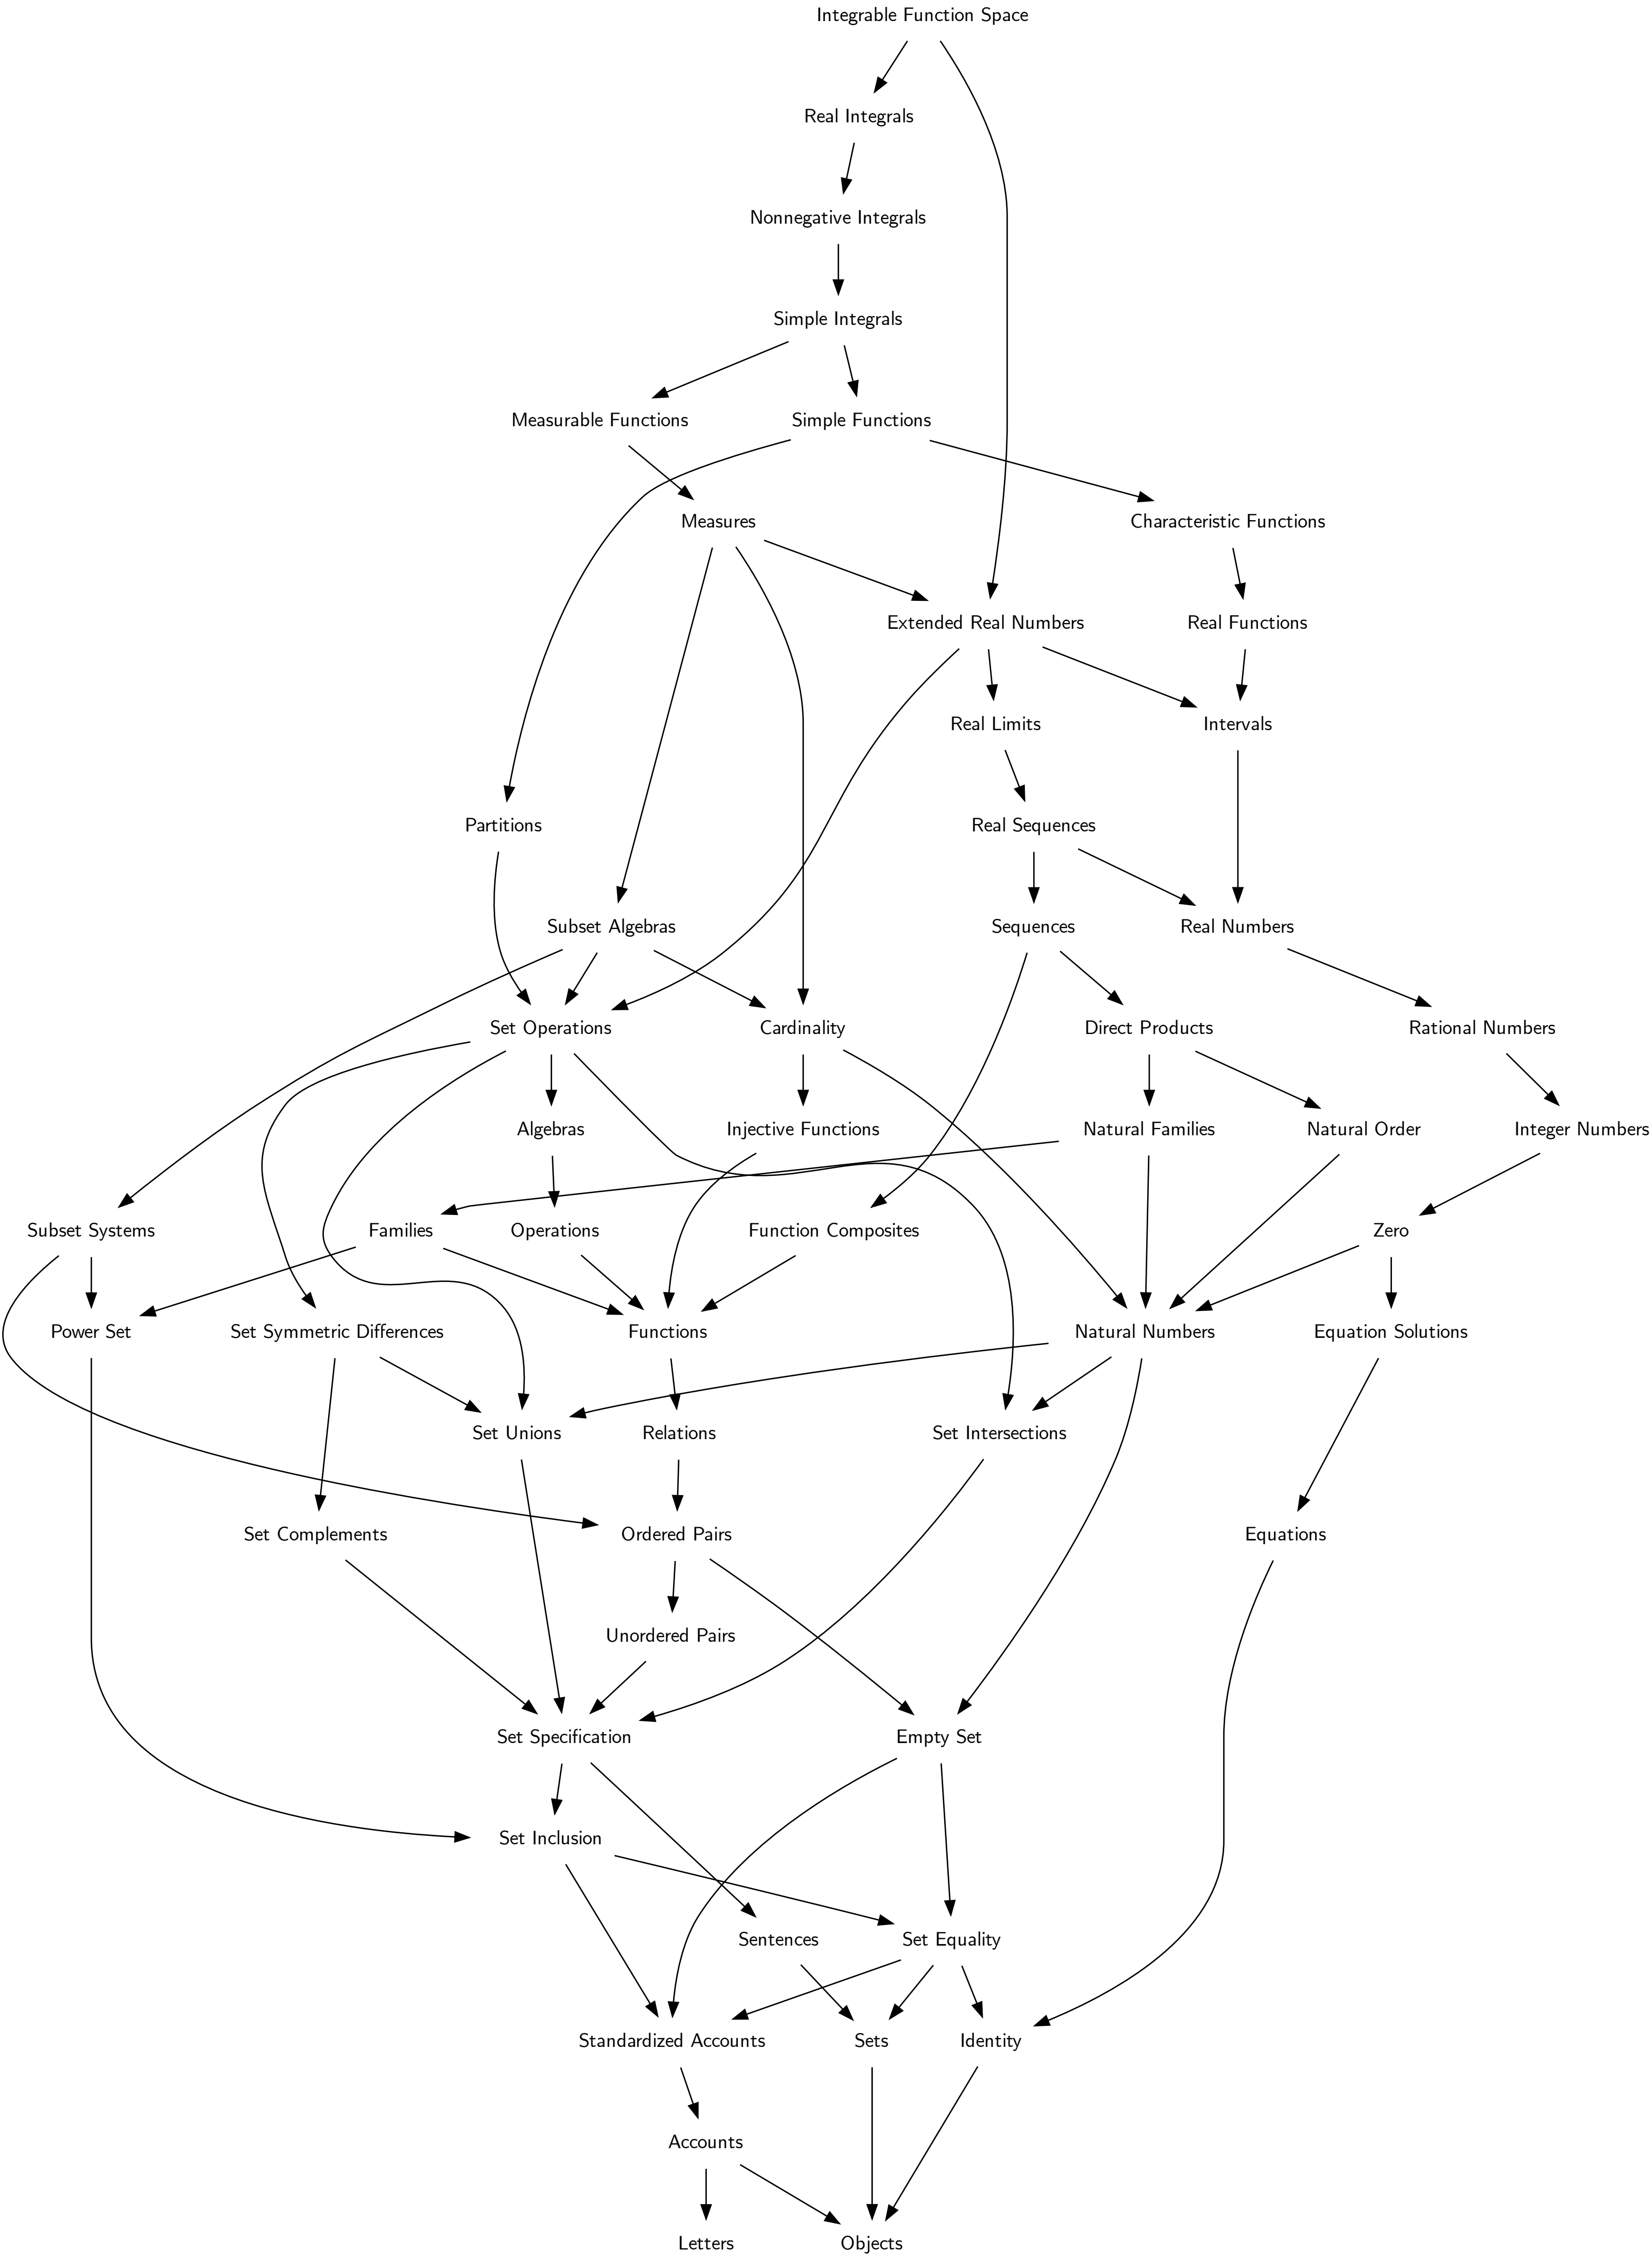 Integrable Function Space
Real Integrals
Nonnegative Integrals
Simple Integrals
Measurable Functions
Simple Functions
Measures
Characteristic Functions
Extended Real Numbers
Real Functions
Real Limits
Intervals
Partitions
Real Sequences
Subset Algebras
Sequences
Real Numbers
Set Operations
Cardinality
Direct Products
Rational Numbers
Algebras
Injective Functions
Natural Families
Natural Order
Integer Numbers
Subset Systems
Families
Operations
Function Composites
Zero
Power Set
Set Symmetric Differences
Functions
Natural Numbers
Equation Solutions
Set Unions
Relations
Set Intersections
Set Complements
Ordered Pairs
Equations
Unordered Pairs
Set Specification
Empty Set
Set Inclusion
Sentences
Set Equality
Standardized Accounts
Sets
Identity
Accounts
Letters
Objects